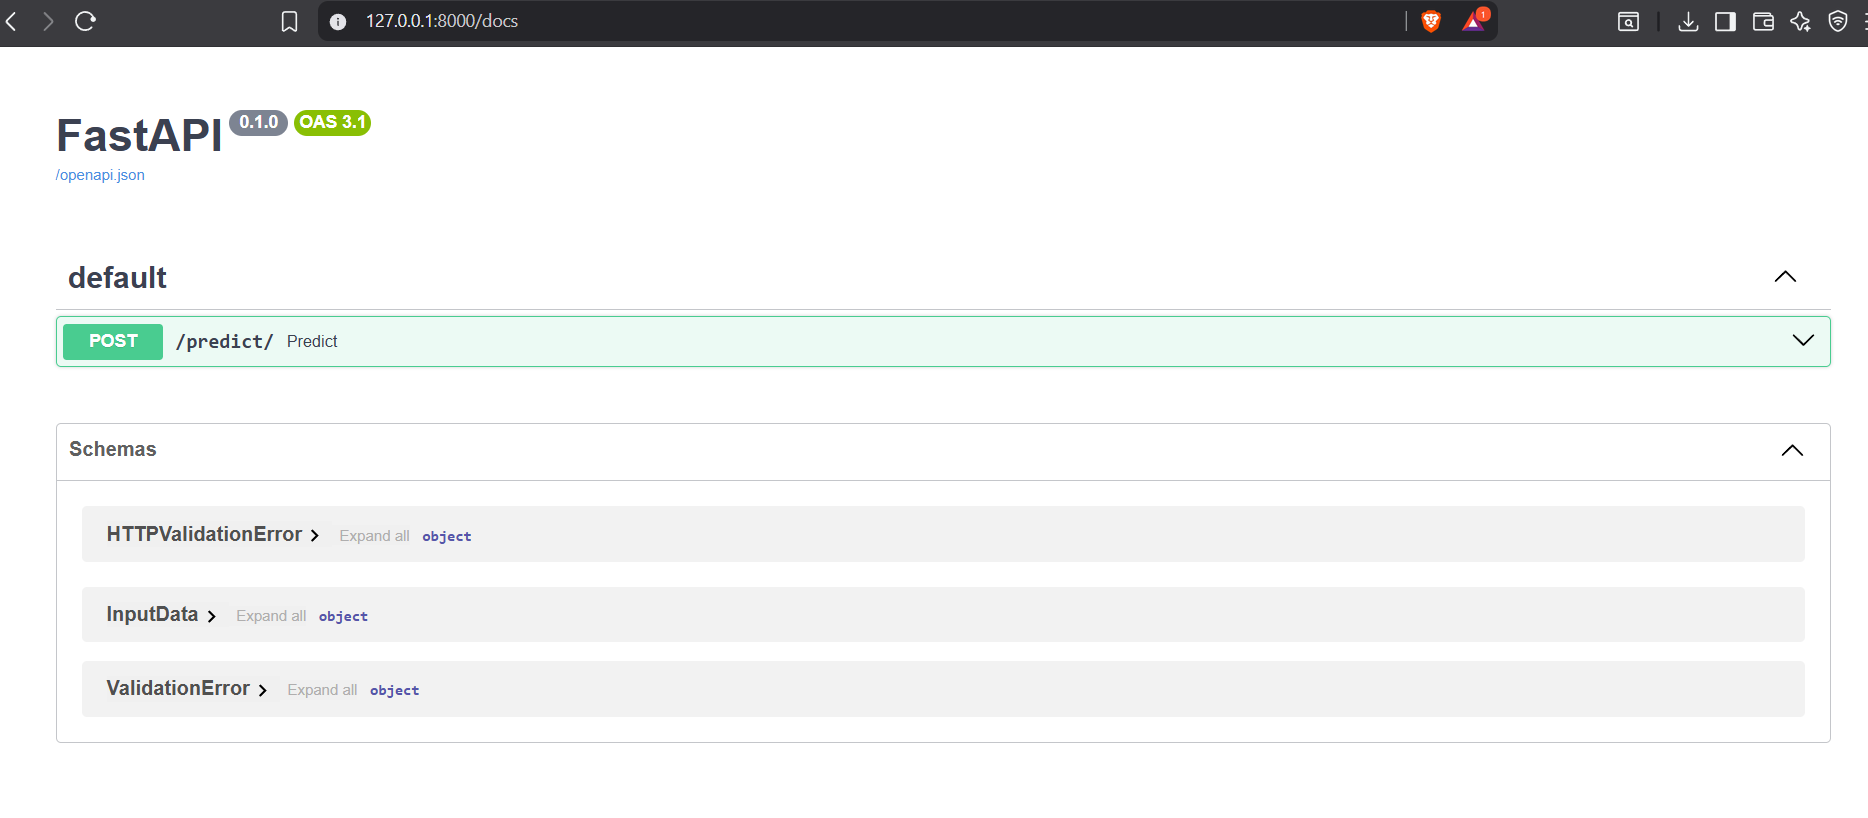 127.0.0.1:8000/docs
1
FastAPI 0.1.0 OAS 3.1
/openapi.json
default
POST /predict/ Predict
Schemas
HTTPValidationError Expand all object
InputData Expand all object
ValidationError Expand all object